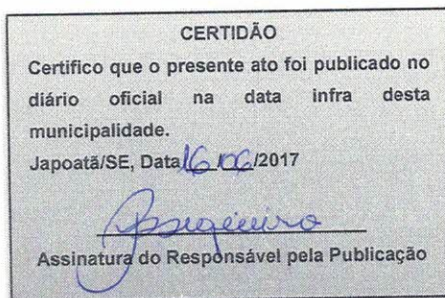 CERTIDÃO
Certifico que o presente ato foi publicado no
diário oficial na data infra desta
municipalidade.
Japoatã/SE, Data 16/06/2017
Assinatura do Responsável pela Publicação